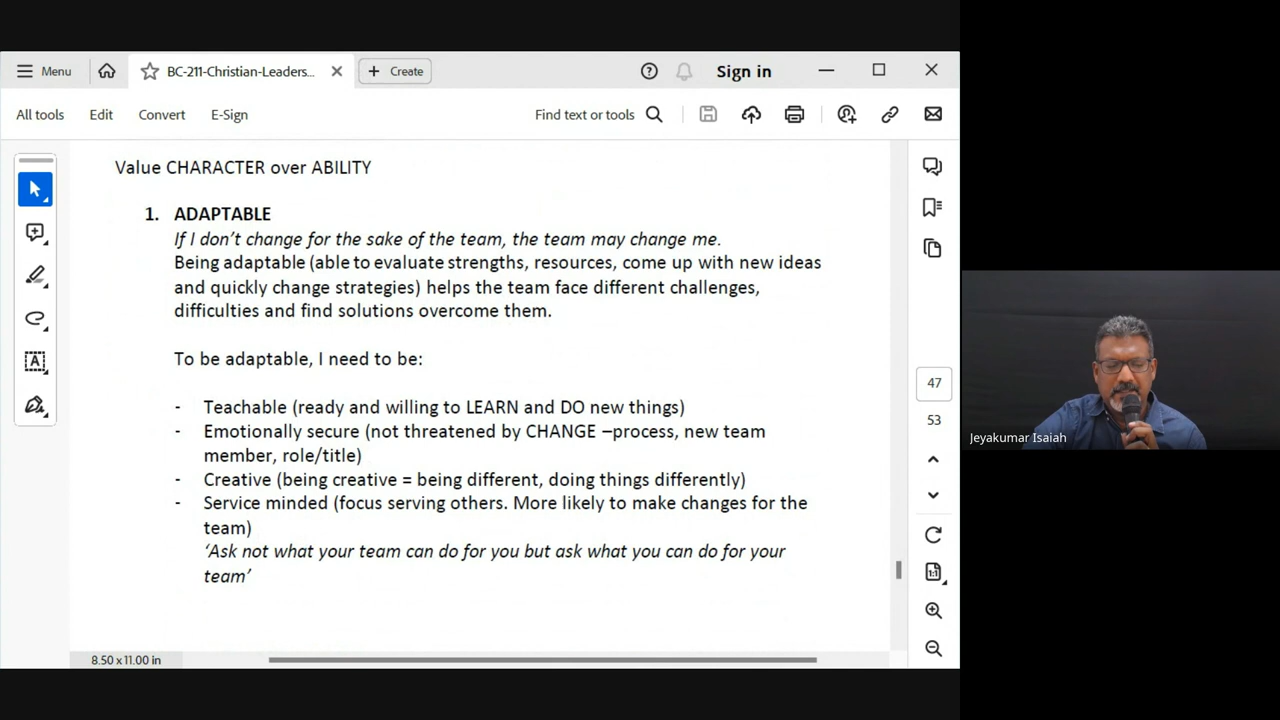 Menu
BC-211-Christian-Leaders...
Create
Sign in
All tools
Edit
Convert
E-Sign
Find text or tools
Value CHARACTER over ABILITY
1. ADAPTABLE
If I don’t change for the sake of the team, the team may change me.
Being adaptable (able to evaluate strengths, resources, come up with new ideas
and quickly change strategies) helps the team face different challenges,
difficulties and find solutions overcome them.
To be adaptable, I need to be:
- Teachable (ready and willing to LEARN and DO new things)
- Emotionally secure (not threatened by CHANGE –process, new team
member, role/title)
- Creative (being creative = being different, doing things differently)
- Service minded (focus serving others. More likely to make changes for the
team)
‘Ask not what your team can do for you but ask what you can do for your
team’
47
53
1:1
8.50 x 11.00 in
Jeyakumar Isaiah